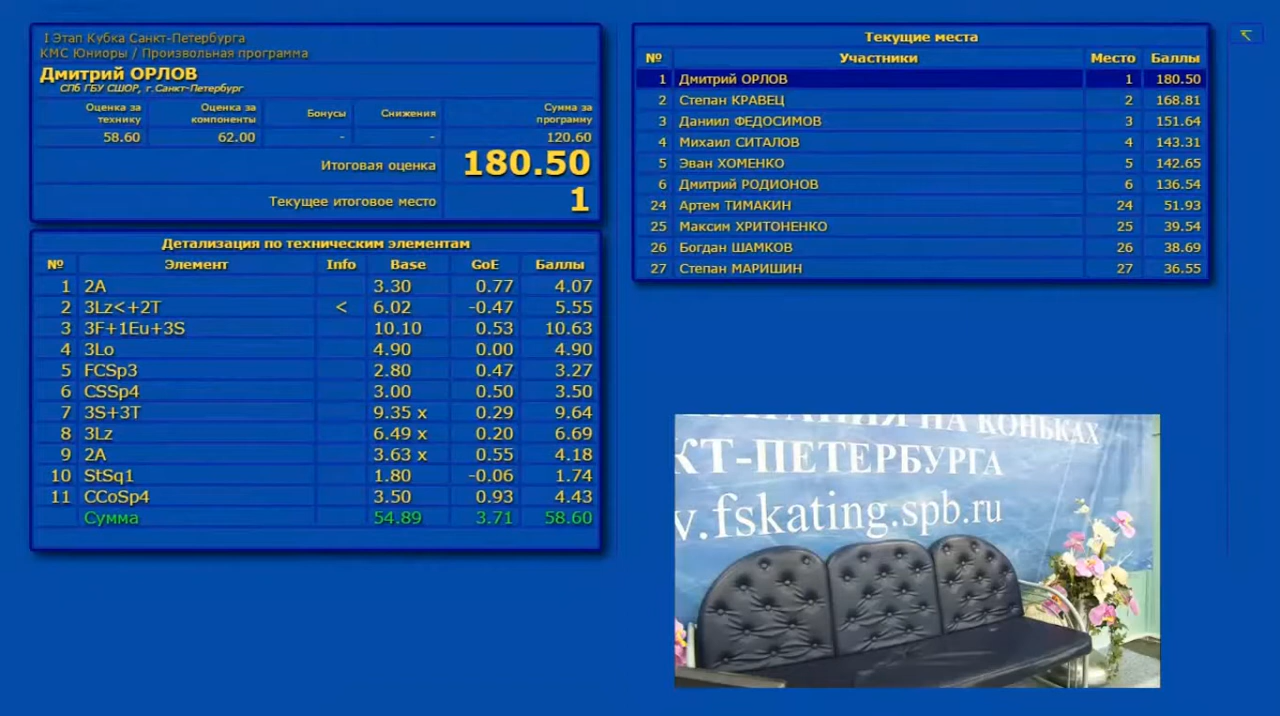 I Этап Кубка Санкт-Петербурга
КМС Юниоры / Произвольная программа
Дмитрий ОРЛОВ
СПб ГБУ СШОР, г.Санкт-Петербург
Оценка за технику Оценка за компоненты Бонусы Снижения Сумма за программу
58.60 62.00 - - 120.60
Итоговая оценка 180.50
Текущее итоговое место 1
Детализация по техническим элементам
№ Элемент Info Base GoE Баллы
1 2A 3.30 0.77 4.07
2 3Lz<+2T < 6.02 -0.47 5.55
3 3F+1Eu+3S 10.10 0.53 10.63
4 3Lo 4.90 0.00 4.90
5 FCSp3 2.80 0.47 3.27
6 CSSp4 3.00 0.50 3.50
7 3S+3T 9.35 x 0.29 9.64
8 3Lz 6.49 x 0.20 6.69
9 2A 3.63 x 0.55 4.18
10 StSq1 1.80 -0.06 1.74
11 CCoSp4 3.50 0.93 4.43
Сумма 54.89 3.71 58.60
Текущие места
№ Участники Место Баллы
1 Дмитрий ОРЛОВ 1 180.50
2 Степан КРАВЕЦ 2 168.81
3 Даниил ФЕДОСИМОВ 3 151.64
4 Михаил СИТАЛОВ 4 143.31
5 Эван ХОМЕНКО 5 142.65
6 Дмитрий РОДИОНОВ 6 136.54
24 Артем ТИМАКИН 24 51.93
25 Максим ХРИТОНЕНКО 25 39.54
26 Богдан ШАМКОВ 26 38.69
27 Степан МАРИШИН 27 36.55
НА КОНЬКАХ
КТ-ПЕТЕРБУРГА
v.fskating.spb.ru